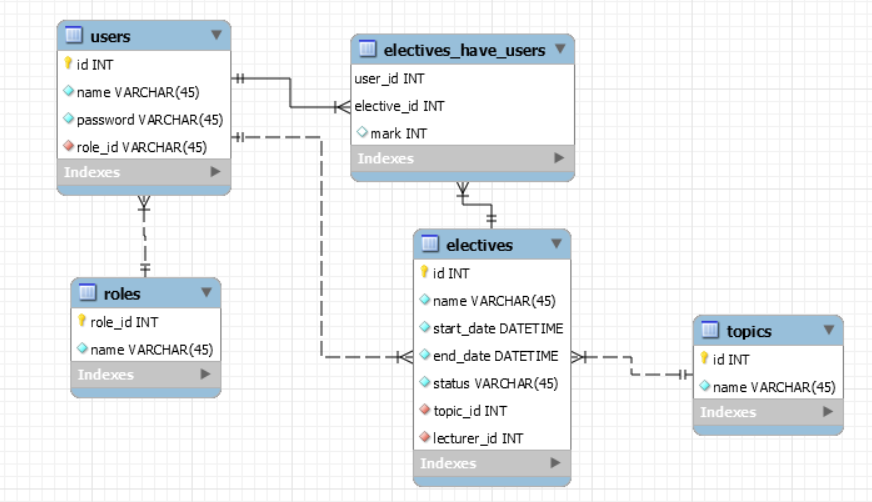 users
id INT
name VARCHAR(45)
password VARCHAR(45)
role_id VARCHAR(45)
Indexes
electives_have_users
user_id INT
elective_id INT
mark INT
Indexes
roles
role_id INT
name VARCHAR(45)
Indexes
electives
id INT
name VARCHAR(45)
start_date DATETIME
end_date DATETIME
status VARCHAR(45)
topic_id INT
lecturer_id INT
Indexes
topics
id INT
name VARCHAR(45)
Indexes